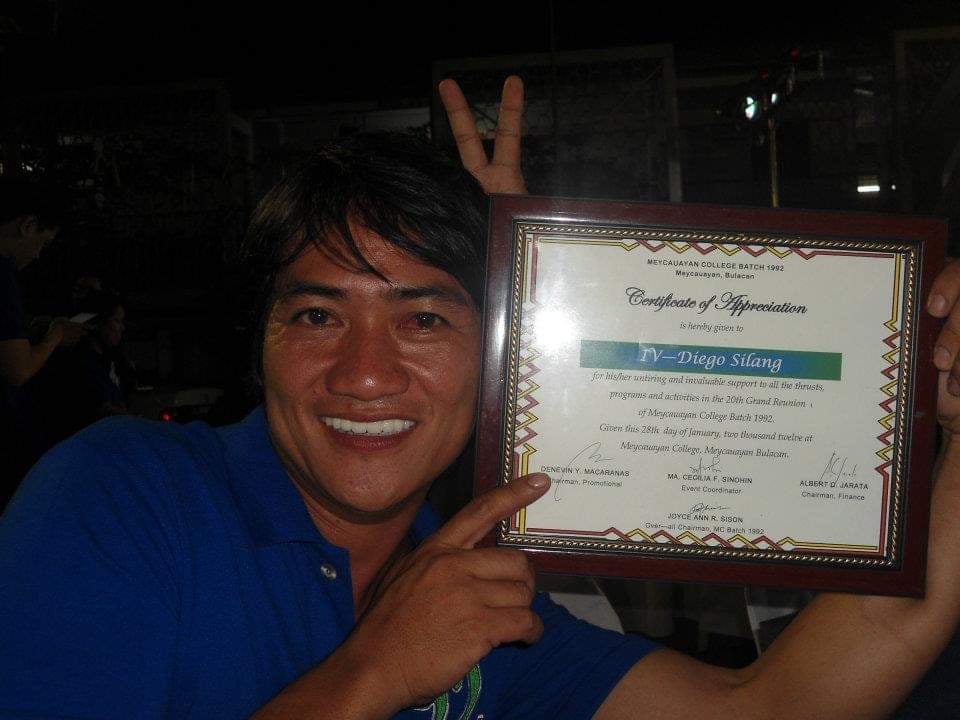 MEYCAUAYAN COLLEGE BATCH 1992
Meycauayan, Bulacan
Certificate of Appreciation
is hereby given to
IV—Diego Silang
for his/her untiring and invaluable support to all the thrusts,
programs and activities in the 20th Grand Reunion
of Meycauayan College Batch 1992.
Given this 28th day of January, two thousand twelve at
Meycauayan College, Meycauayan Bulacan.
DENEVIN Y. MACARANAS
Chairman, Promotional
MA. CECILIA F. SINOHIN
Event Coordinator
ALBERT D. JARATA
Chairman, Finance
JOYCE ANN R. SISON
Over—all Chairman, MC Batch 1992